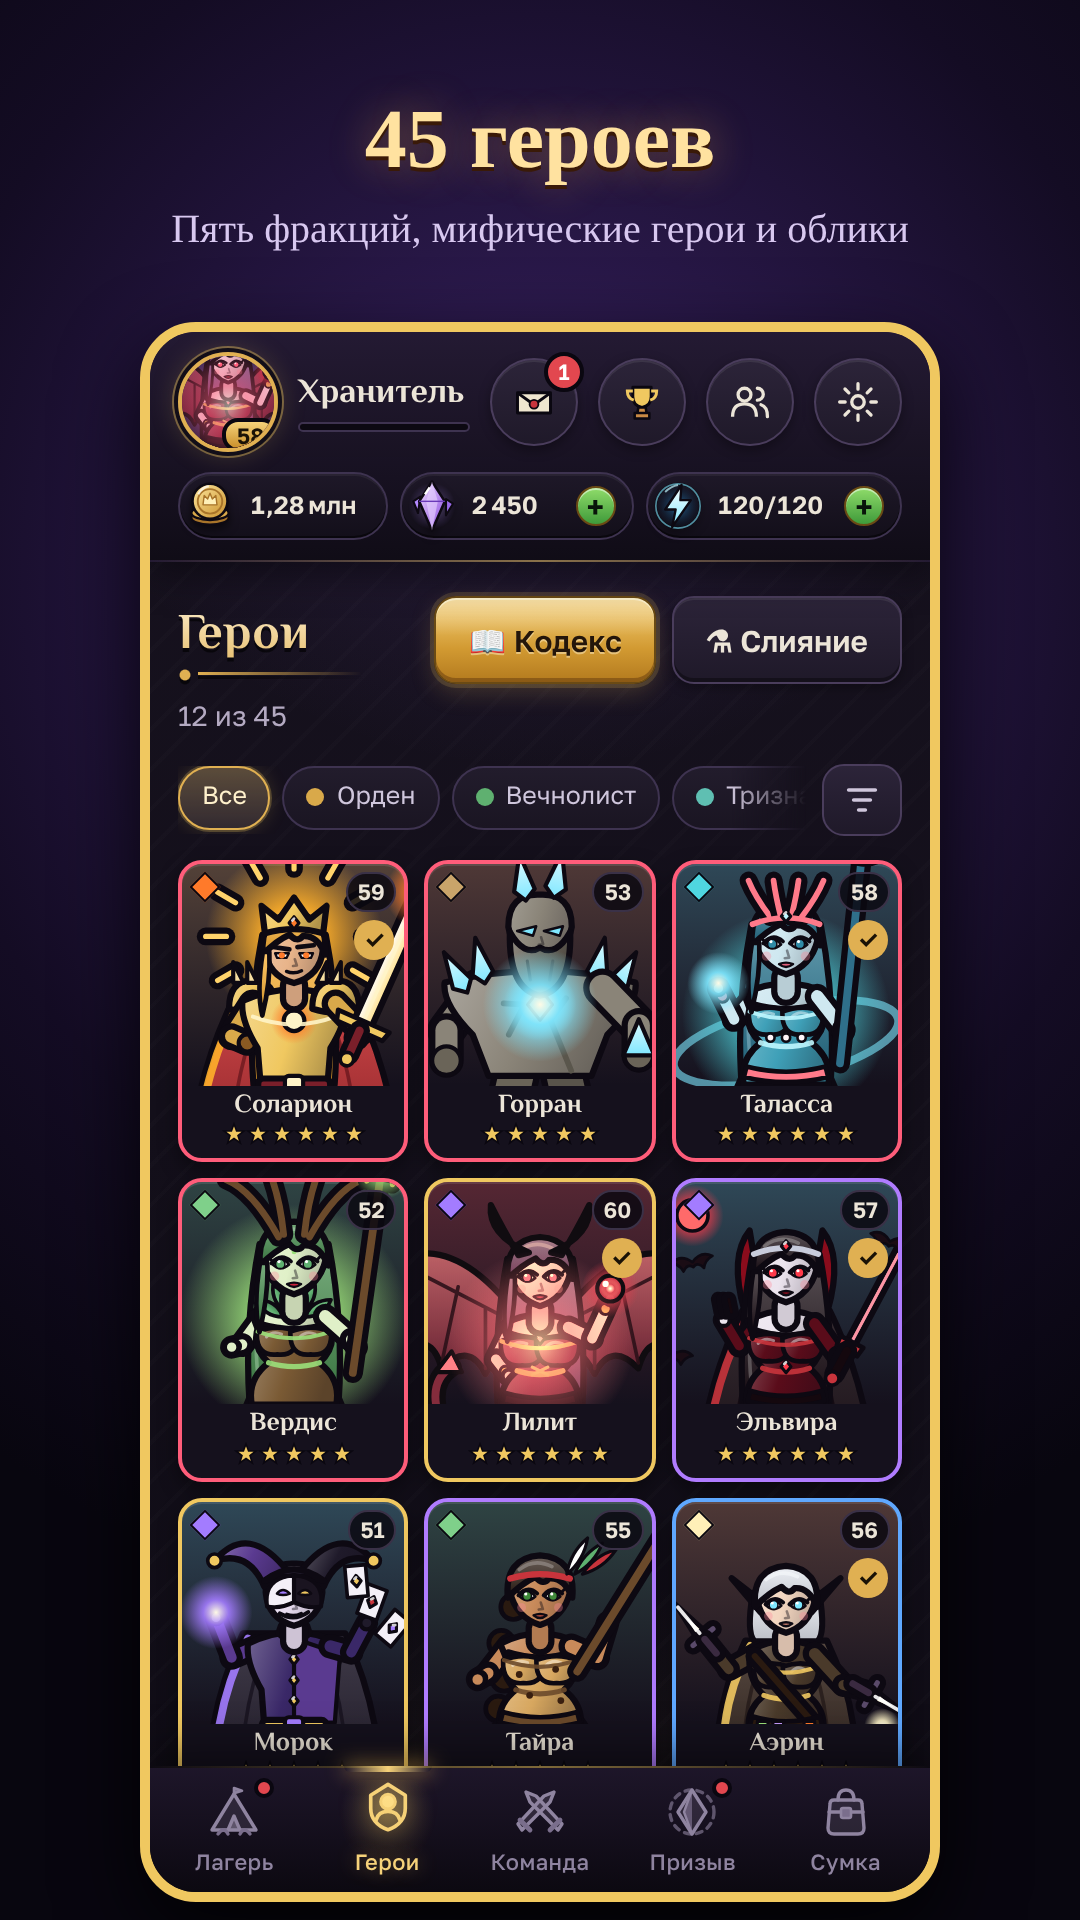 45 героев
Пять фракций, мифические герои и облики
58
Хранитель
1
1,28 млн
2 450
120/120
Герои
📖 Кодекс
⚗ Слияние
12 из 45
Все
Орден
Вечнолист
Тризн
59
53
58
Соларион
Горран
Таласса
52
60
57
Вердис
Лилит
Эльвира
51
55
56
Морок
Тайра
Аэрин
Лагерь
Герои
Команда
Призыв
Сумка